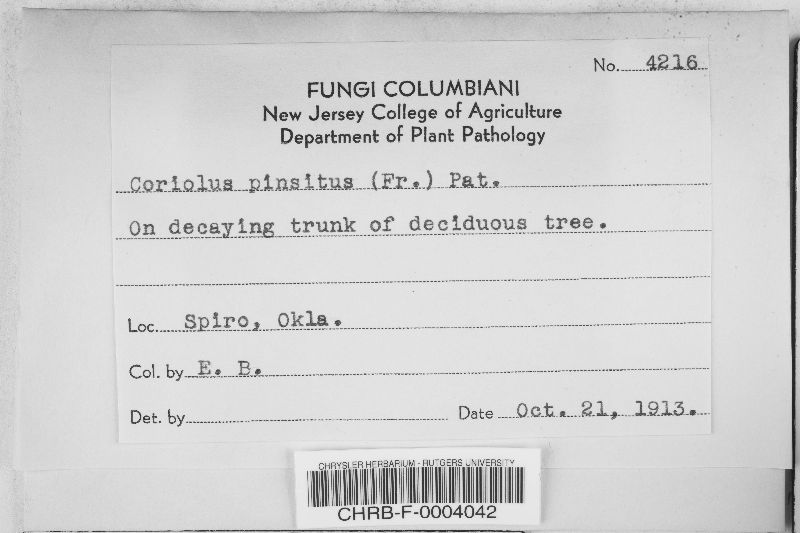 No. 4216
FUNGI COLUMBIANI
New Jersey College of Agriculture
Department of Plant Pathology
Coriolus pinsitus (Fr.) Pat.
On decaying trunk of deciduous tree.
Loc. Spiro, Okla.
Col. by E. B.
Det. by
Date Oct. 21, 1913.
CHRYSLER HERBARIUM - RUTGERS UNIVERSITY
CHRB-F-0004042